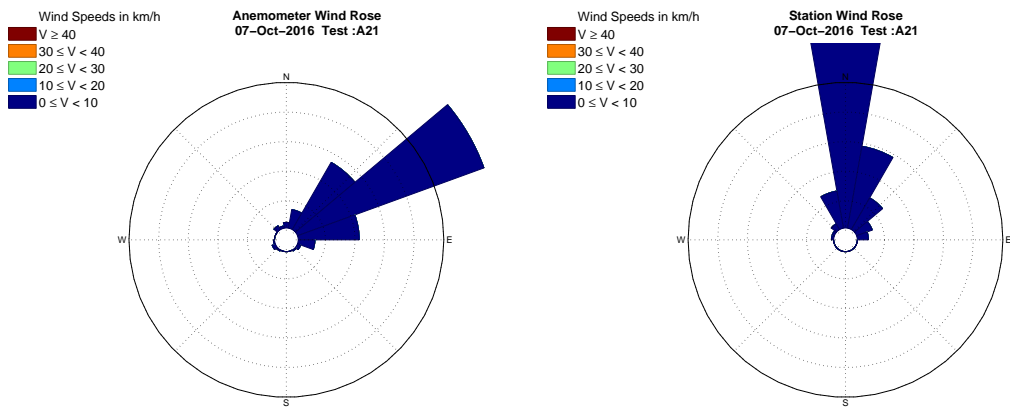 Wind Speeds in km/h
V ≥ 40
30 ≤ V < 40
20 ≤ V < 30
10 ≤ V < 20
0 ≤ V < 10
Anemometer Wind Rose
07−Oct−2016 Test :A21
N
W
E
S
Wind Speeds in km/h
V ≥ 40
30 ≤ V < 40
20 ≤ V < 30
10 ≤ V < 20
0 ≤ V < 10
Station Wind Rose
07−Oct−2016 Test :A21
N
W
E
S